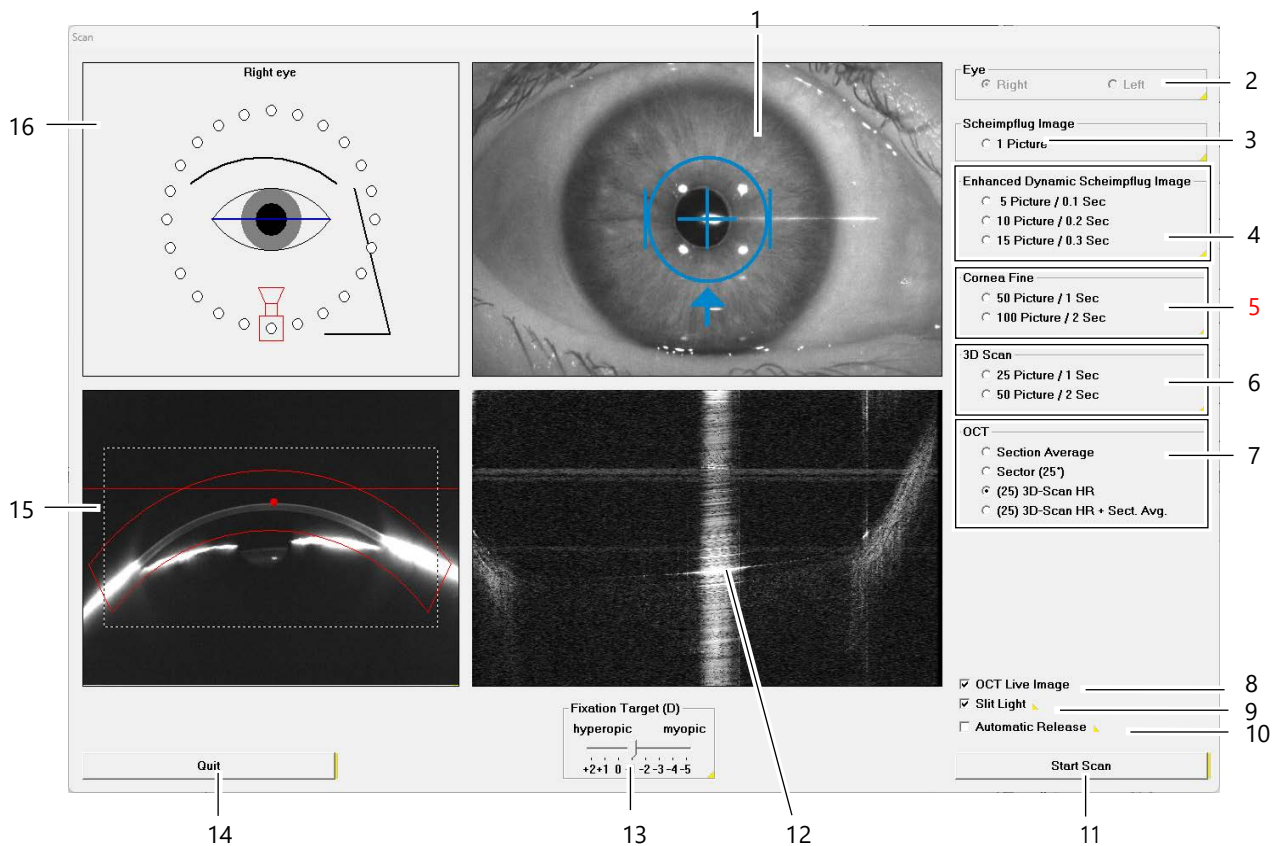 1
Scan
Right eye
16
Eye
Right Left
2
Scheimpflug Image
1 Picture
3
Enhanced Dynamic Scheimpflug Image
5 Picture / 0.1 Sec
10 Picture / 0.2 Sec
15 Picture / 0.3 Sec
4
Cornea Fine
50 Picture / 1 Sec
100 Picture / 2 Sec
5
3D Scan
25 Picture / 1 Sec
50 Picture / 2 Sec
6
OCT
Section Average
Sector (25°)
(25) 3D-Scan HR
(25) 3D-Scan HR + Sect. Avg.
7
15
OCT Live Image
8
Slit Light
9
Automatic Release
10
Fixation Target (D)
hyperopic myopic
+2 +1 0 -2 -3 -4 -5
Quit
Start Scan
14
13
12
11